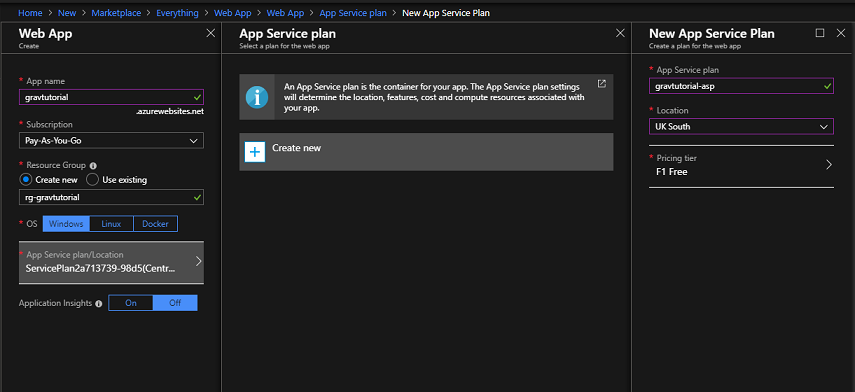 Home > New > Marketplace > Everything > Web App > Web App > App Service plan > New App Service Plan
Web App
Create
* App name
gravtutorial
.azurewebsites.net
* Subscription
Pay-As-You-Go
* Resource Group
Create new
Use existing
rg-gravtutorial
* OS
Windows
Linux
Docker
* App Service plan/Location
ServicePlan2a713739-98d5(Centr...
Application Insights
On
Off
App Service plan
Select a plan for the web app
An App Service plan is the container for your app. The App Service plan settings
will determine the location, features, cost and compute resources associated with
your app.
Create new
New App Service Plan
Create a plan for the web app
* App Service plan
gravtutorial-asp
* Location
UK South
* Pricing tier
F1 Free